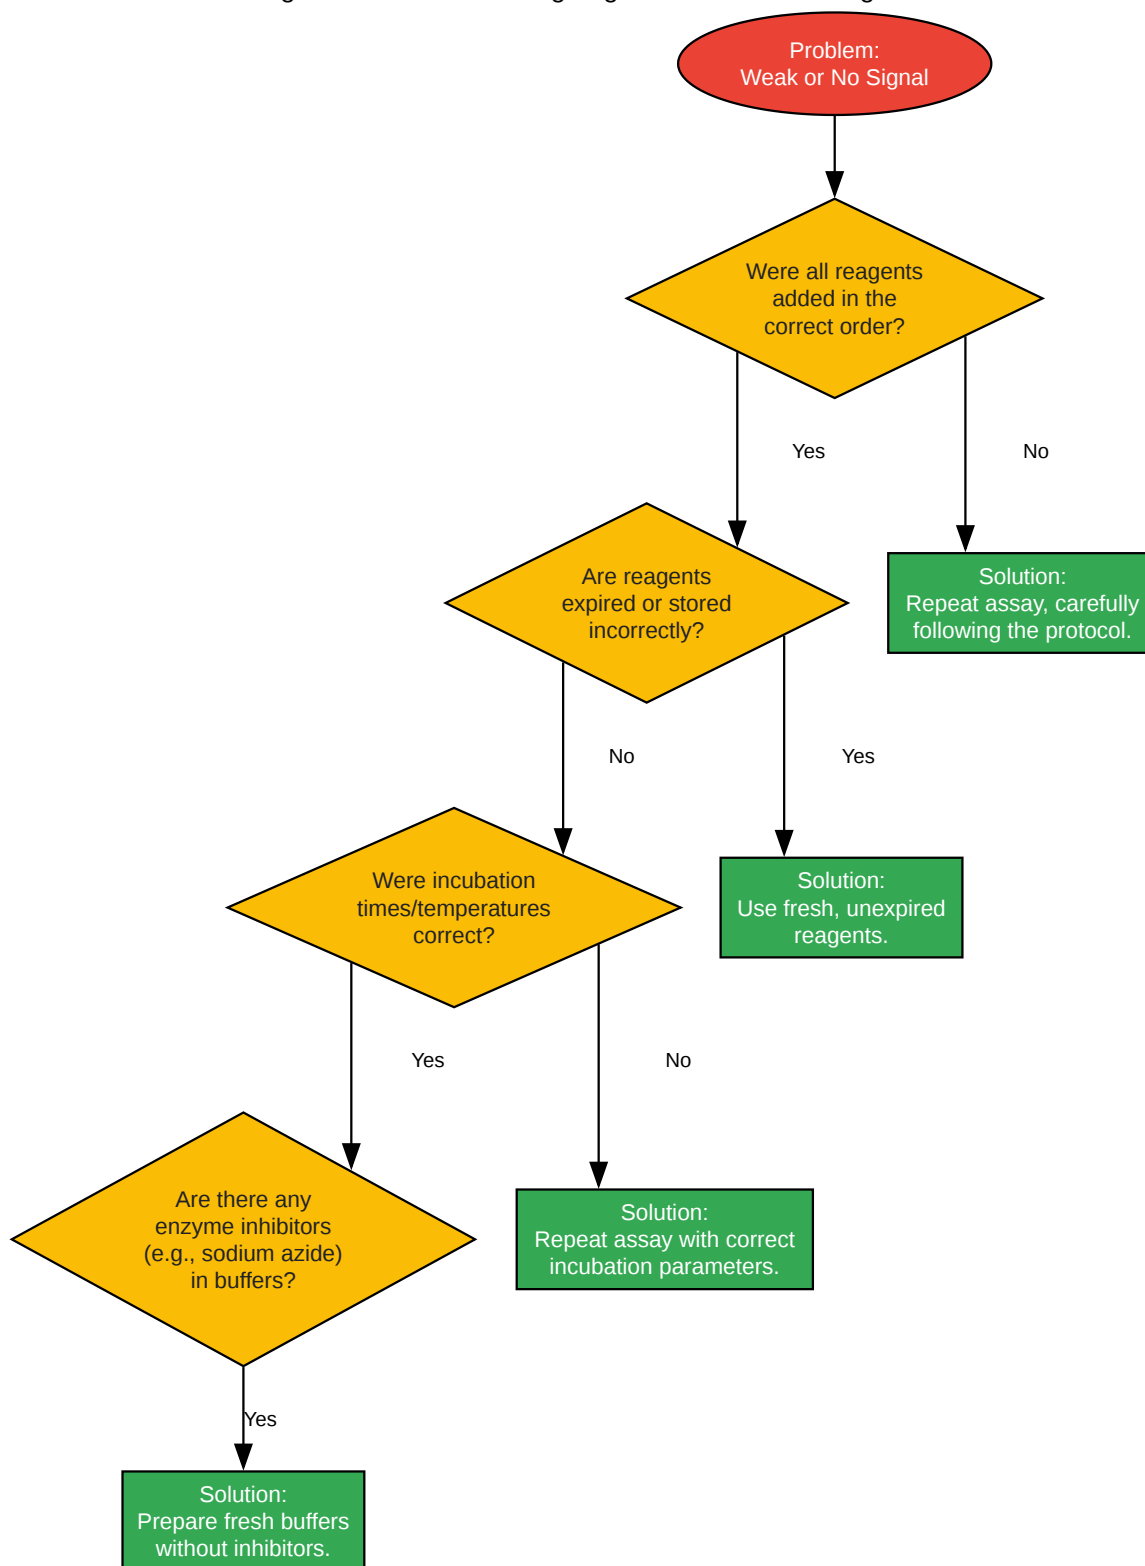 Problem:
Weak or No Signal
Were all reagents
added in the
correct order?
Yes
No
Are reagents
expired or stored
incorrectly?
Solution:
Repeat assay, carefully
following the protocol.
No
Yes
Were incubation
times/temperatures
correct?
Solution:
Use fresh, unexpired
reagents.
Yes
No
Are there any
enzyme inhibitors
(e.g., sodium azide)
in buffers?
Solution:
Repeat assay with correct
incubation parameters.
Yes
Solution:
Prepare fresh buffers
without inhibitors.